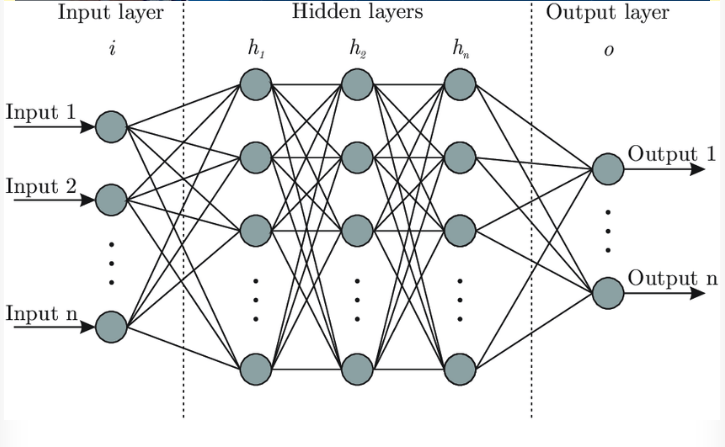 Input layer
Hidden layers
Output layer
i
h1
h2
hn
o
Input 1
Input 2
Input n
Output 1
Output n